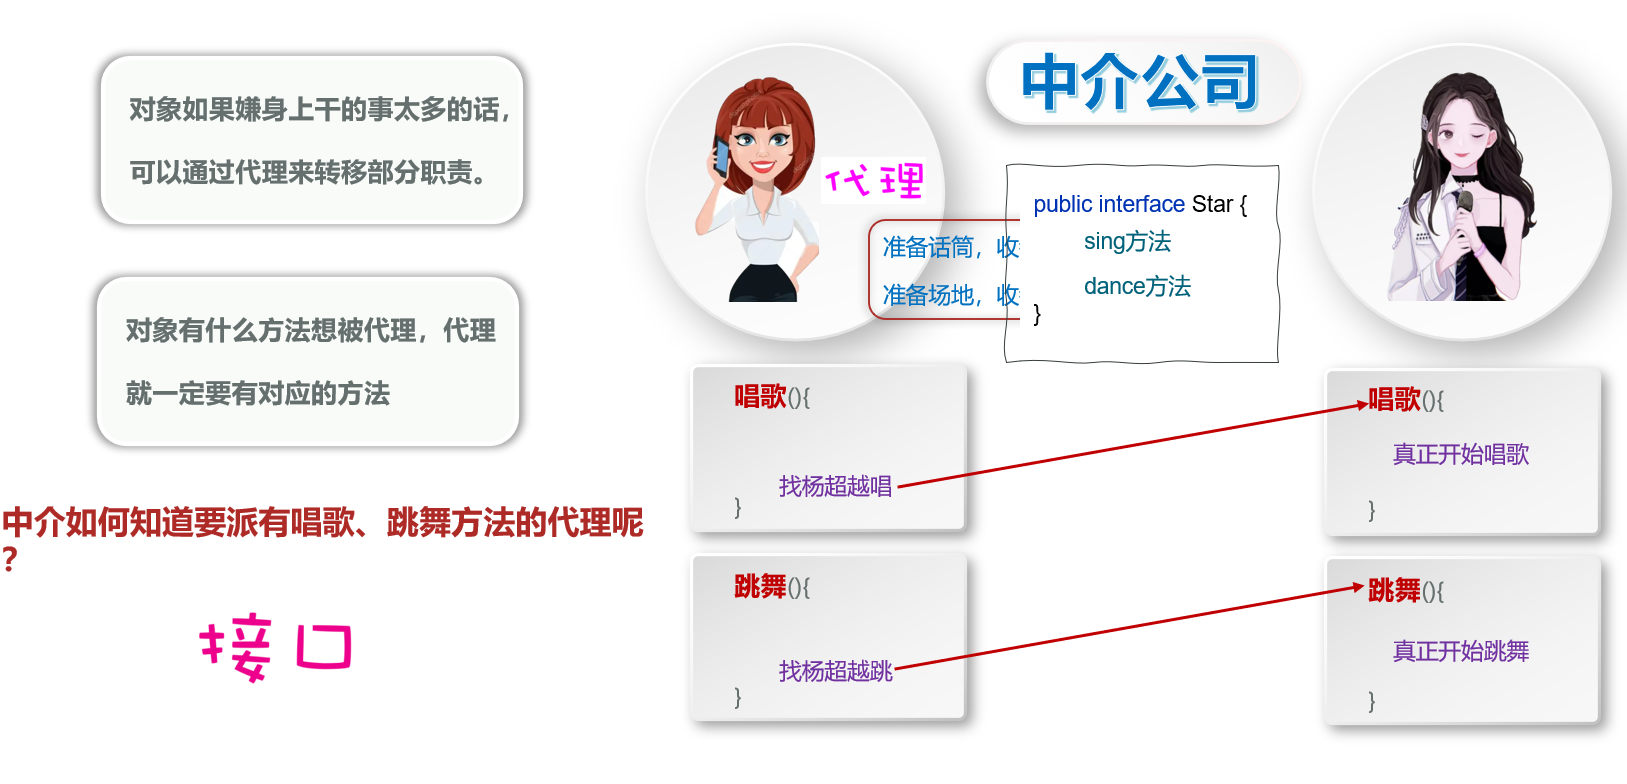 对象如果嫌身上干的事太多的话，
可以通过代理来转移部分职责。
对象有什么方法想被代理，代理
就一定要有对应的方法
中介如何知道要派有唱歌、跳舞方法的代理呢
？
接口
中介公司
代理
准备话筒，收
准备场地，收
public interface Star {
sing方法
dance方法
}
唱歌(){
找杨超越唱
}
跳舞(){
找杨超越跳
}
唱歌(){
真正开始唱歌
}
跳舞(){
真正开始跳舞
}